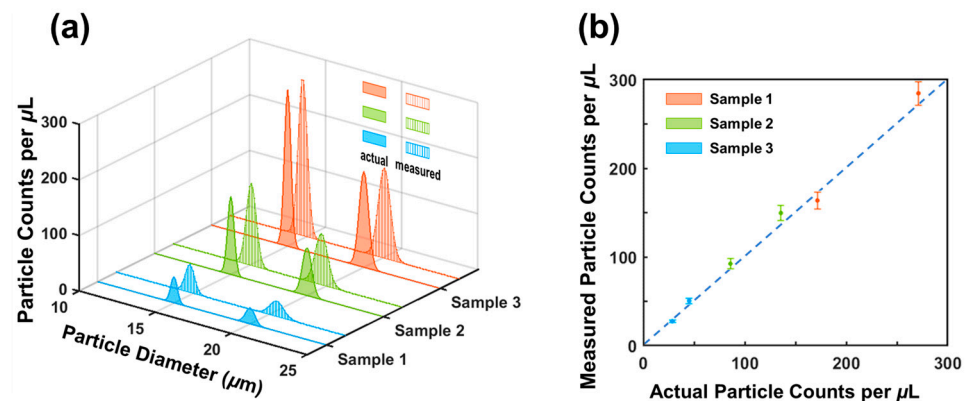 (a)
Particle Counts per µL
300
200
100
0
10
15
20
25
Particle Diameter (µm)
Sample 1
Sample 2
Sample 3
actual measured
(b)
Measured Particle Counts per µL
300
200
100
0
Sample 1
Sample 2
Sample 3
0 100 200 300
Actual Particle Counts per µL